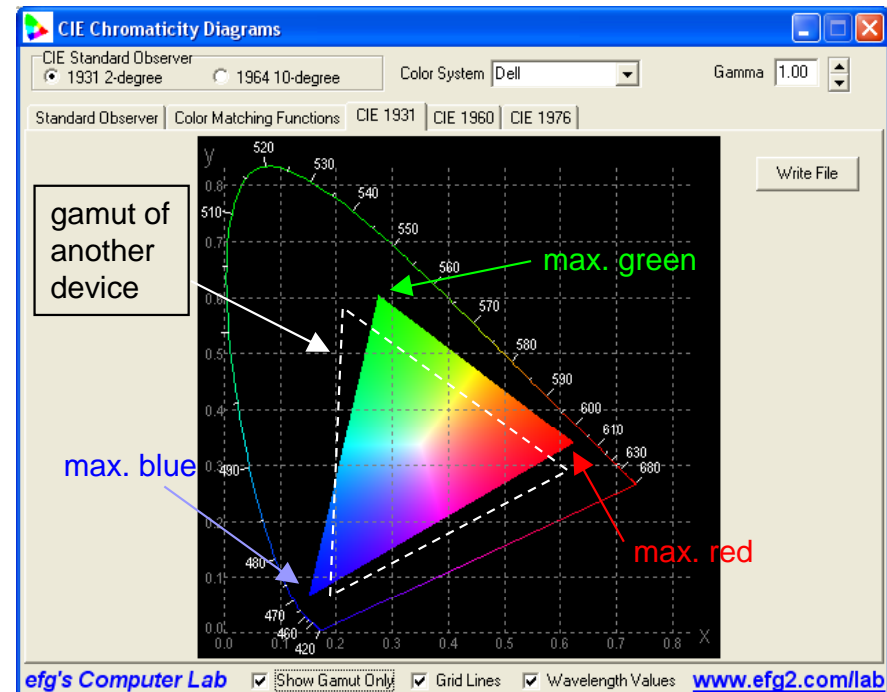 CIE Chromaticity Diagrams
CIE Standard Observer
1931 2-degree
1964 10-degree
Color System Dell
Gamma 1.00
Standard Observer
Color Matching Functions
CIE 1931
CIE 1960
CIE 1976
Write File
y
0.8
0.7
0.6
0.5
0.4
0.3
0.2
0.1
0.0
0.0 0.1 0.2 0.3 0.4 0.5 0.6 0.7 0.8 X
520
530
540
510
550
560
570
580
590
600
610
630
680
490
480
470
460
420
gamut of
another
device
max. green
max. blue
max. red
efg's Computer Lab
Show Gamut Only
Grid Lines
Wavelength Values
www.efg2.com/lab